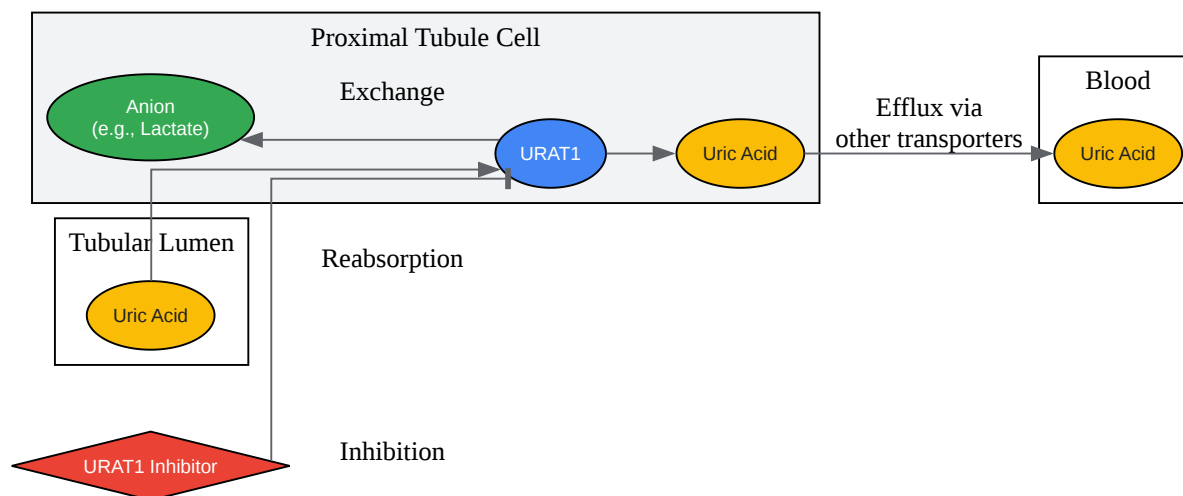 Proximal Tubule Cell
Exchange
Anion
(e.g., Lactate)
URAT1
Uric Acid
Efflux via
other transporters
Blood
Uric Acid
Tubular Lumen
Reabsorption
Uric Acid
URAT1 Inhibitor
Inhibition